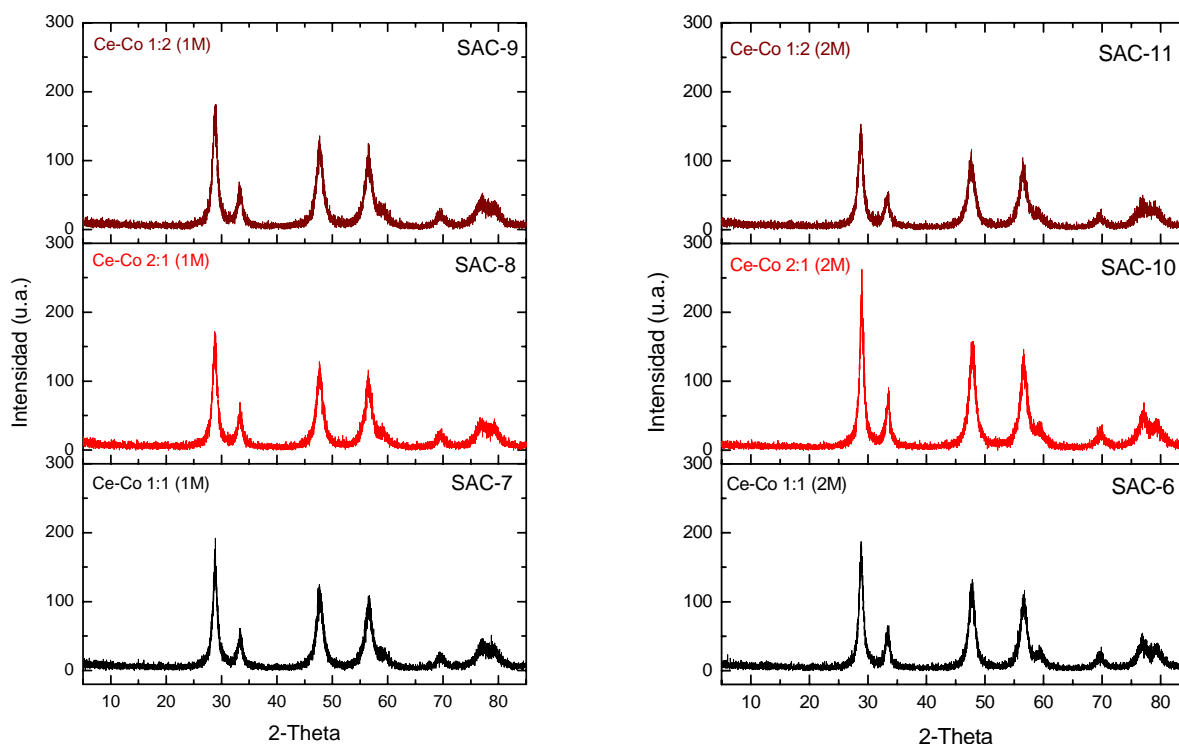 300
Ce-Co 1:2 (1M) SAC-9
200
100
0
300
Ce-Co 2:1 (1M) SAC-8
200
100
0
300
Ce-Co 1:1 (1M) SAC-7
200
100
0
10 20 30 40 50 60 70 80
2-Theta
Intensidad (u.a.)
300
Ce-Co 1:2 (2M) SAC-11
200
100
0
300
Ce-Co 2:1 (2M) SAC-10
200
100
0
300
Ce-Co 1:1 (2M) SAC-6
200
100
0
10 20 30 40 50 60 70 80
2-Theta
Intensidad (u.a.)